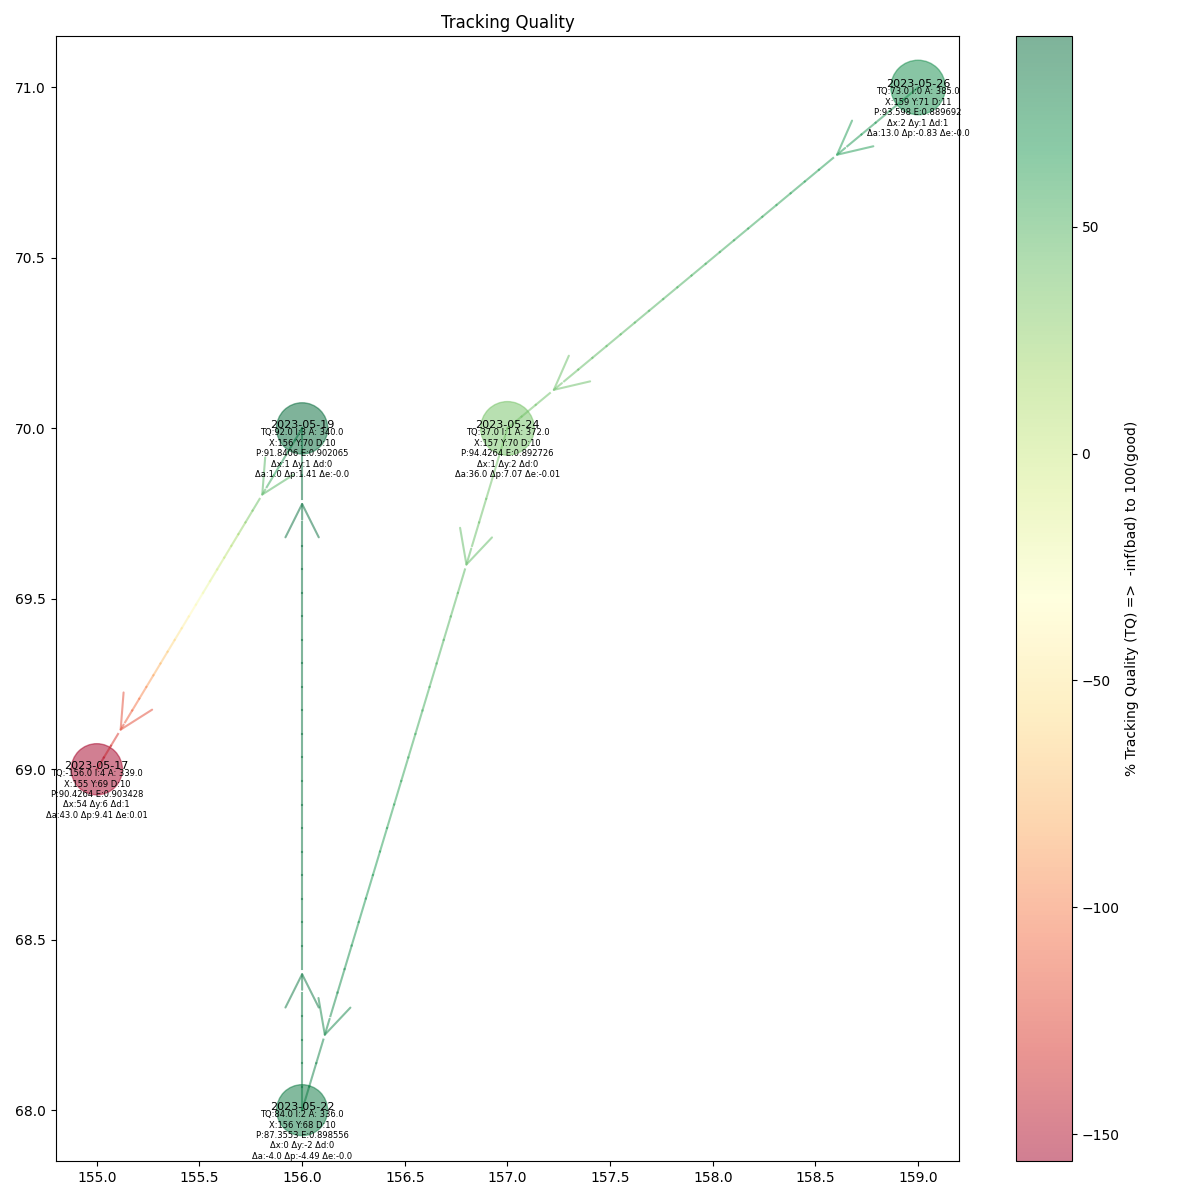 Tracking Quality
71.0
70.5
70.0
69.5
69.0
68.5
68.0
2023-05-26
TQ:73.0 I:0 A: 385.0
X:159 Y:71 D:11
P:93.598 E:0.889692
Δx:2 Δy:1 Δd:1
Δa:13.0 Δp:-0.83 Δe:-0.0
2023-05-19
TQ:92.0 I:3 A: 340.0
X:156 Y:70 D:10
P:91.8406 E:0.902065
Δx:1 Δy:1 Δd:0
Δa:1.0 Δp:1.41 Δe:-0.0
2023-05-24
TQ:37.0 I:1 A: 372.0
X:157 Y:70 D:10
P:94.4264 E:0.892726
Δx:1 Δy:2 Δd:0
Δa:36.0 Δp:7.07 Δe:-0.01
2023-05-17
TQ:-156.0 I:4 A: 339.0
X:155 Y:69 D:10
P:90.4264 E:0.903428
Δx:54 Δy:6 Δd:1
Δa:43.0 Δp:9.41 Δe:0.01
2023-05-22
TQ:84.0 I:2 A: 336.0
X:156 Y:68 D:10
P:87.3553 E:0.898556
Δx:0 Δy:-2 Δd:0
Δa:-4.0 Δp:-4.49 Δe:-0.0
155.0 155.5 156.0 156.5 157.0 157.5 158.0 158.5 159.0
50
0
−50
−100
−150
% Tracking Quality (TQ) => -inf(bad) to 100(good)